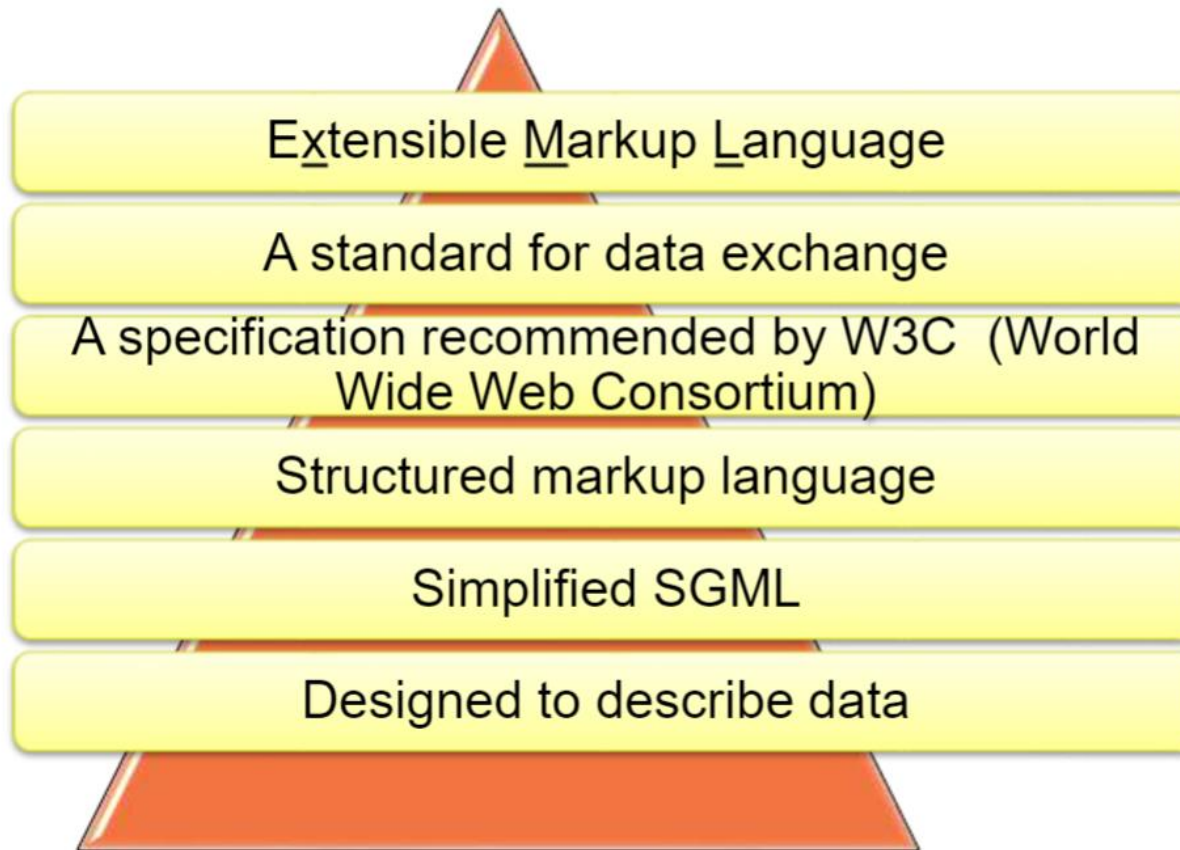 Extensible Markup Language
A standard for data exchange
A specification recommended by W3C (World
Wide Web Consortium)
Structured markup language
Simplified SGML
Designed to describe data